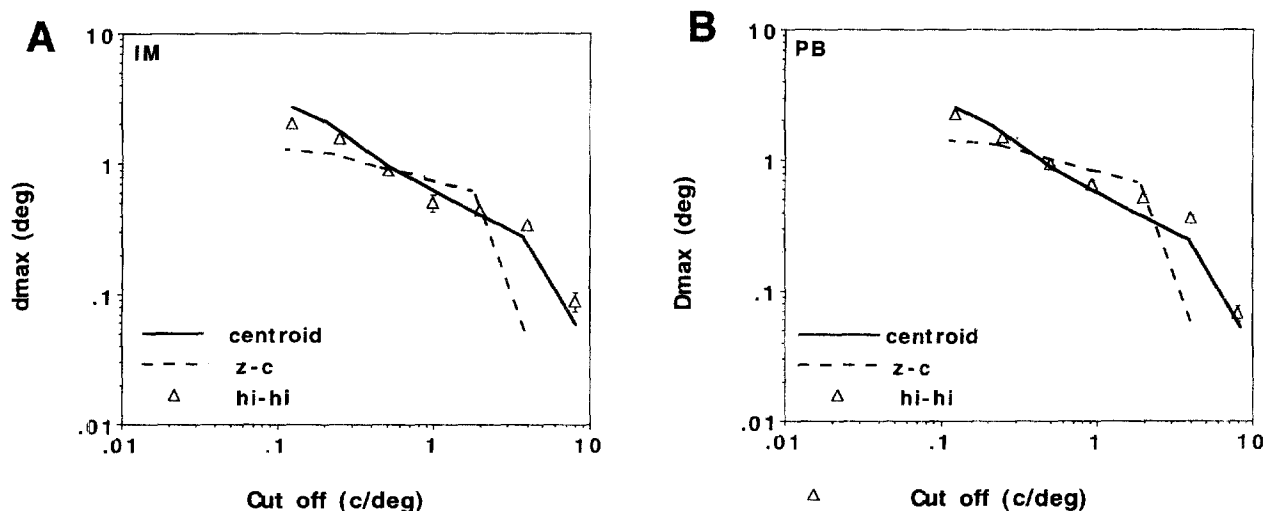 A
IM
10
1
.1
.01
dmax (deg)
centroid
z-c
hi-hi
.01 .1 1 10
Cut off (c/deg)
B
PB
10
1
.1
.01
Dmax (deg)
centroid
z-c
hi-hi
.01 .1 1 10
Cut off (c/deg)